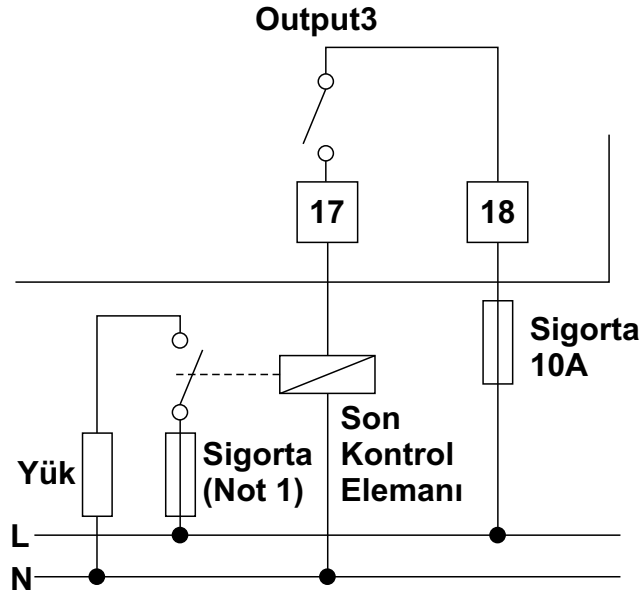 Output3
17
18
Sigorta
10A
Son
Kontrol
Elemanı
Sigorta
(Not 1)
Yük
L
N